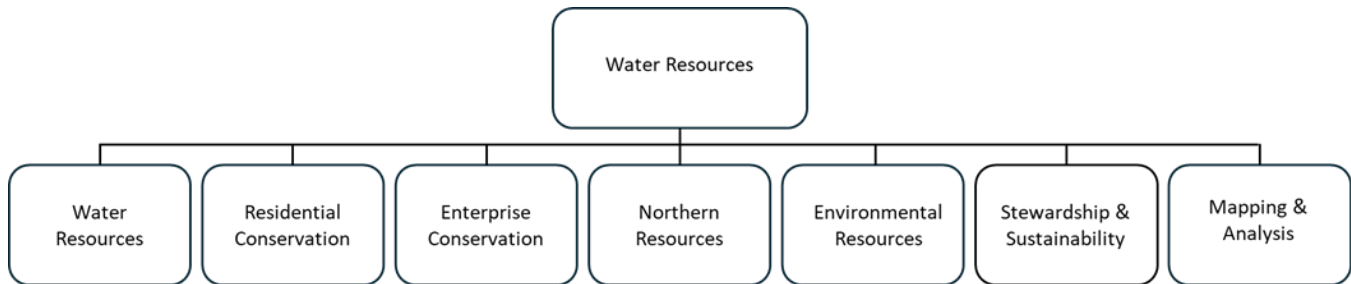 Water Resources
Water
Resources
Residential
Conservation
Enterprise
Conservation
Northern
Resources
Environmental
Resources
Stewardship &
Sustainability
Mapping &
Analysis